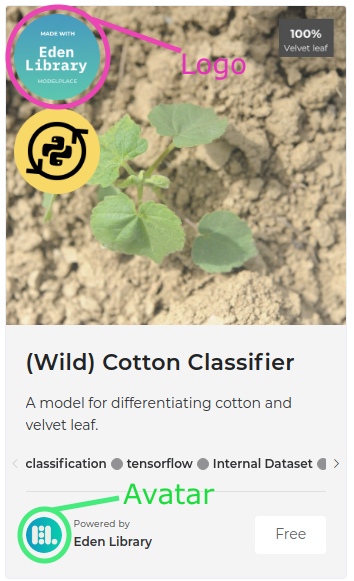 MADE WITH
Eden
Library
MODELPLACE
Logo
100%
Velvet leaf
(Wild) Cotton Classifier
A model for differentiating cotton and
velvet leaf.
classification tensorflow Internal Dataset
Avatar
Powered by
Eden Library
Free